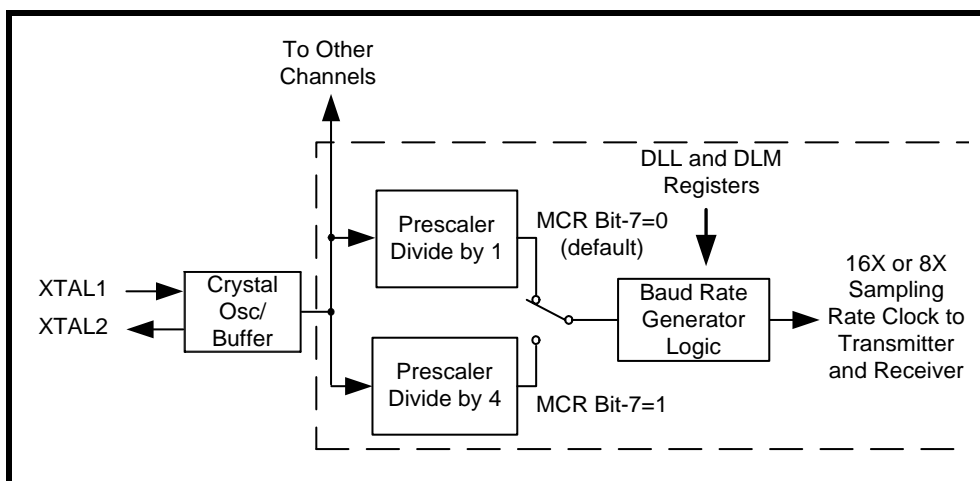 To Other
Channels
DLL and DLM
Registers
Prescaler
Divide by 1
MCR Bit-7=0
(default)
XTAL1
XTAL2
Crystal
Osc/
Buffer
Baud Rate
Generator
Logic
16X or 8X
Sampling
Rate Clock to
Transmitter
and Receiver
Prescaler
Divide by 4
MCR Bit-7=1